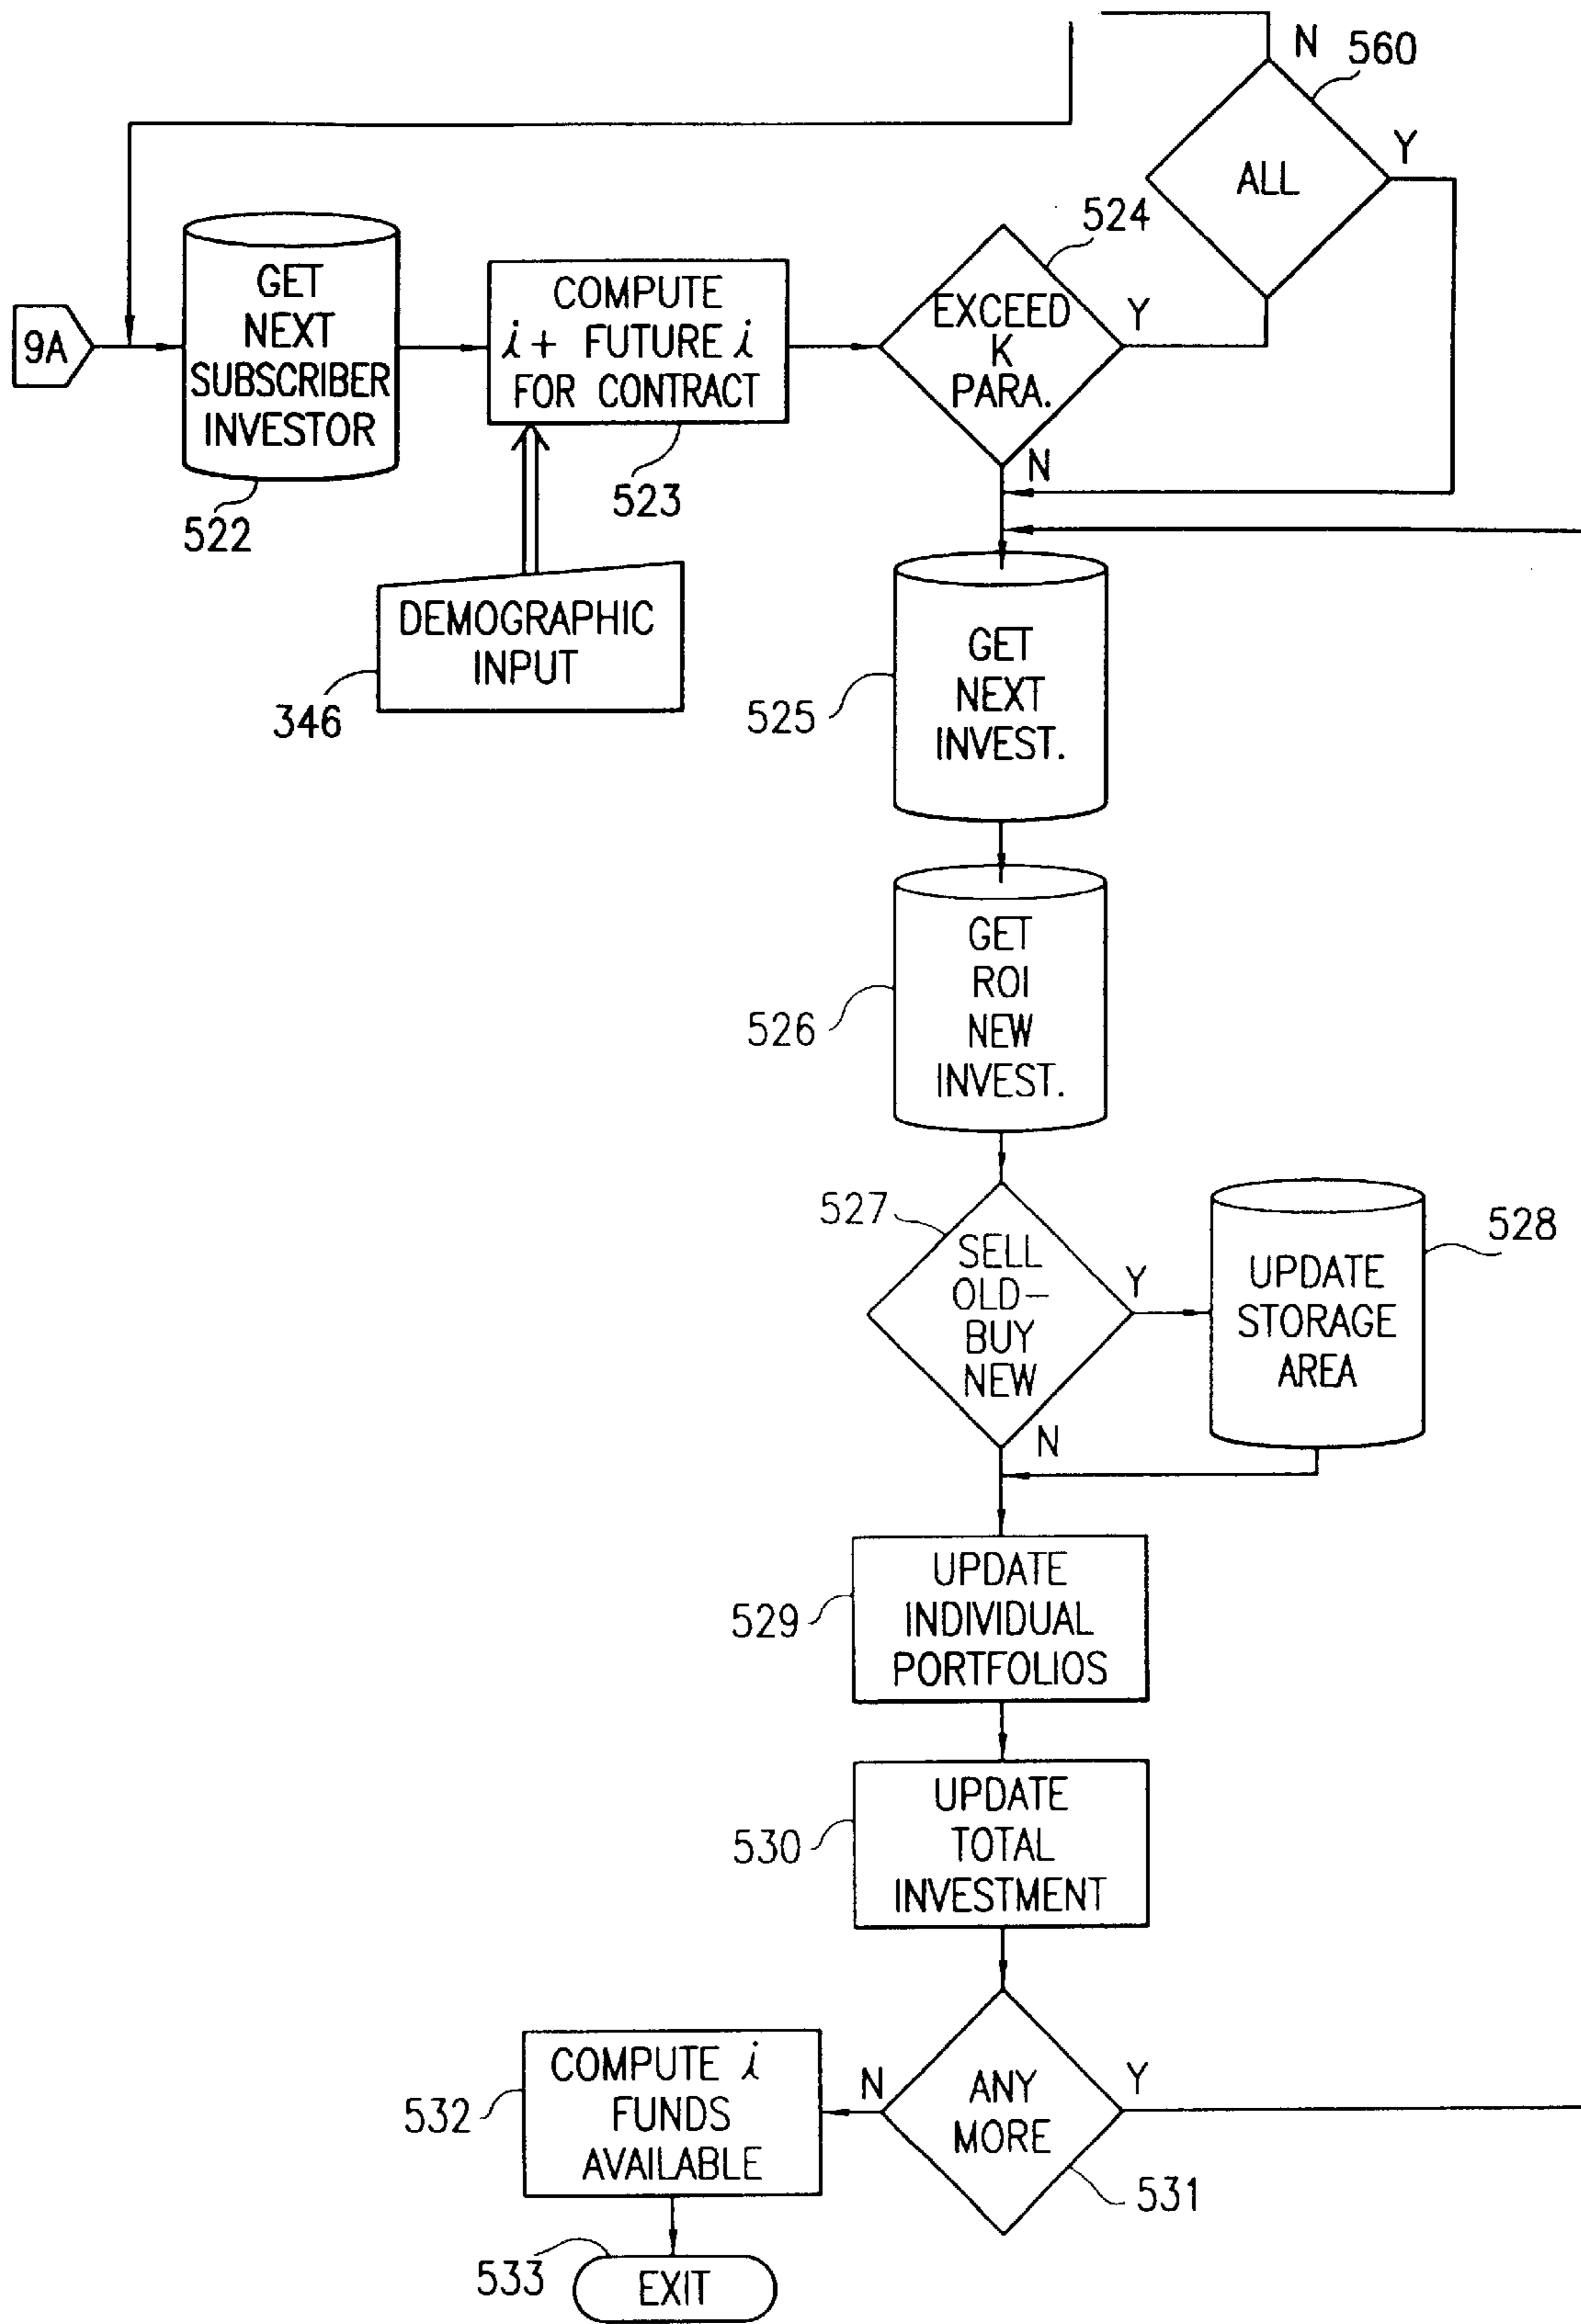 N
560
ALL
Y
9A
GET
NEXT
SUBSCRIBER
INVESTOR
522
COMPUTE
i + FUTURE i
FOR CONTRACT
523
DEMOGRAPHIC
INPUT
346
524
EXCEED
K
PARA.
Y
N
GET
NEXT
INVEST.
525
GET
ROI
NEW
INVEST.
526
527
SELL
OLD–
BUY
NEW
Y
N
UPDATE
STORAGE
AREA
528
UPDATE
INDIVIDUAL
PORTFOLIOS
529
UPDATE
TOTAL
INVESTMENT
530
ANY
MORE
Y
N
531
COMPUTE i
FUNDS
AVAILABLE
532
EXIT
533